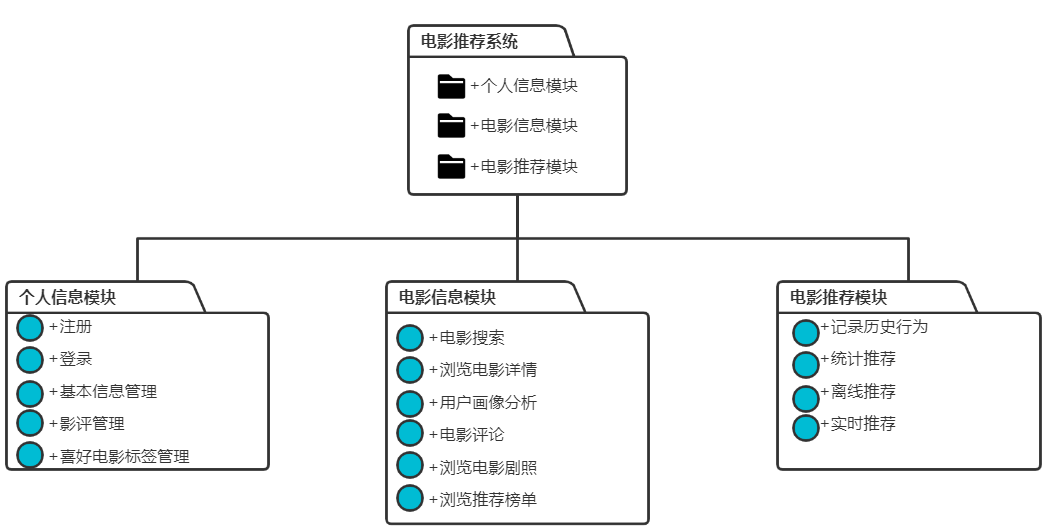 电影推荐系统
+个人信息模块
+电影信息模块
+电影推荐模块
个人信息模块
+注册
+登录
+基本信息管理
+影评管理
+喜好电影标签管理
电影信息模块
+电影搜索
+浏览电影详情
+用户画像分析
+电影评论
+浏览电影剧照
+浏览推荐榜单
电影推荐模块
+记录历史行为
+统计推荐
+离线推荐
+实时推荐